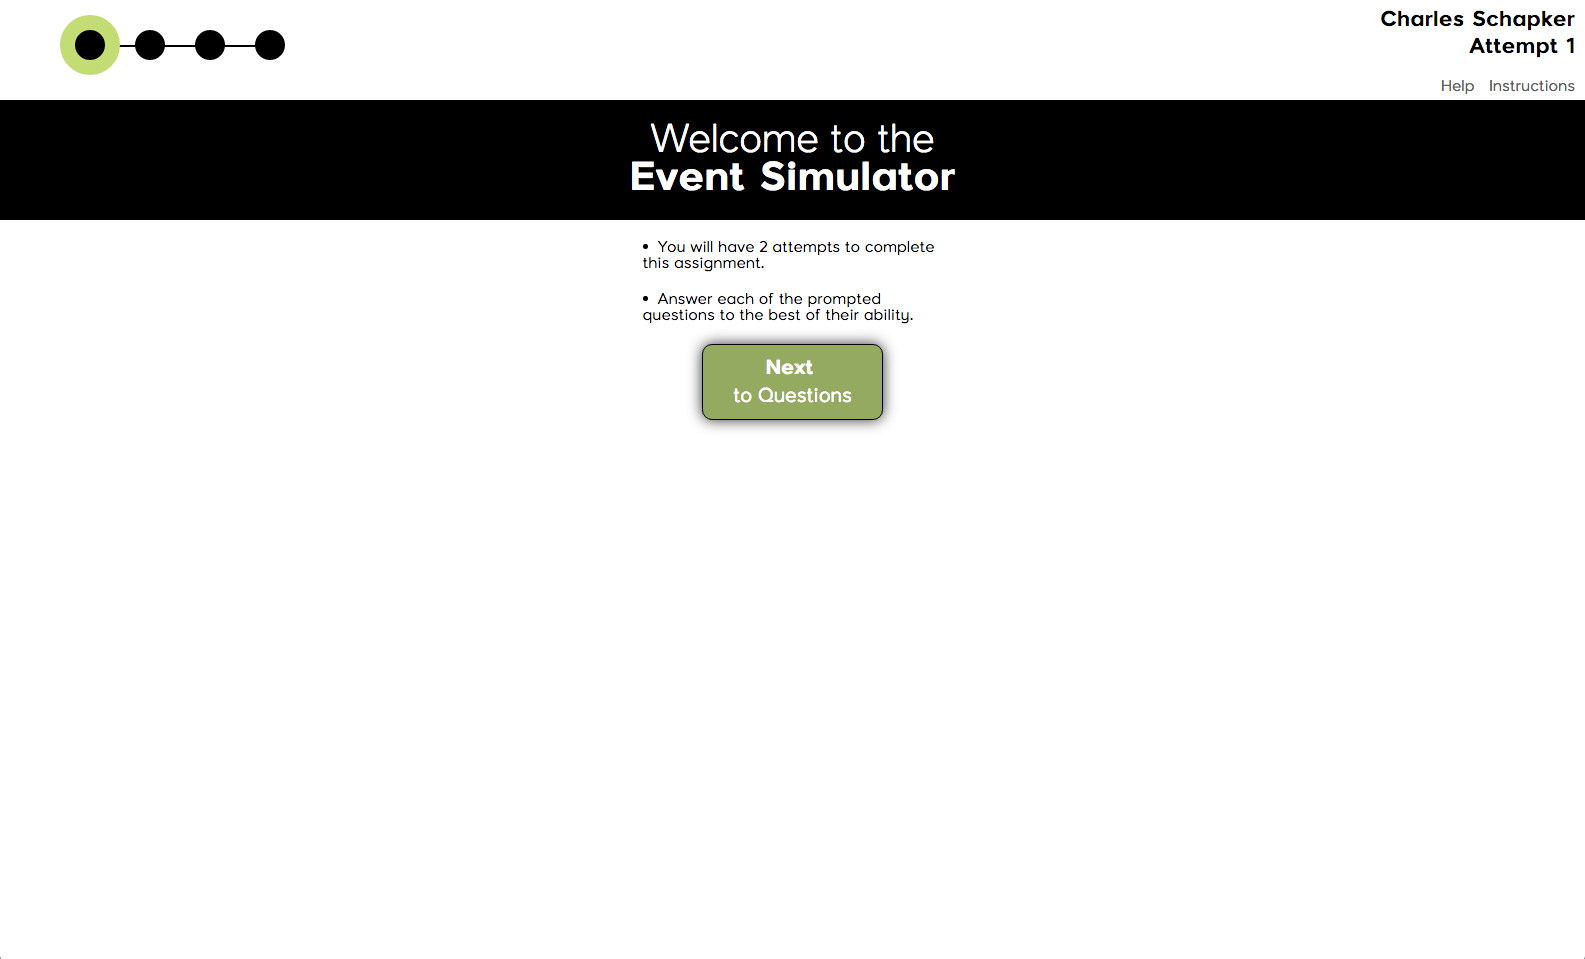 Charles Schapker
Attempt 1
Help Instructions
Welcome to the
Event Simulator
• You will have 2 attempts to complete
this assignment.
• Answer each of the prompted
questions to the best of their ability.
Next
to Questions